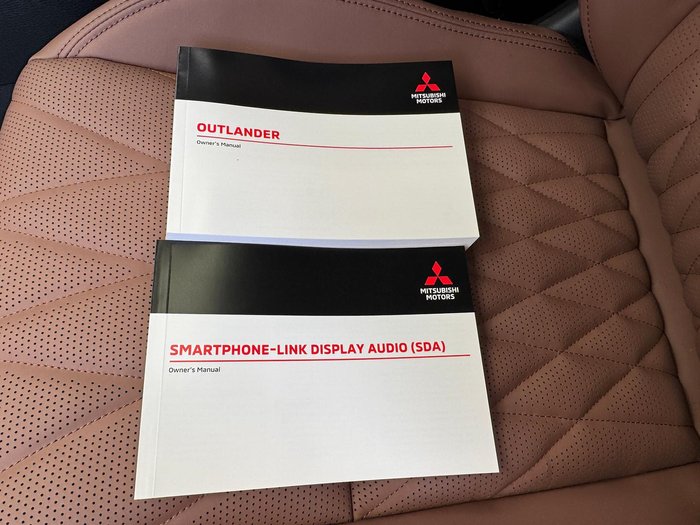 MITSUBISHI
MOTORS
OUTLANDER
Owner's Manual
MITSUBISHI
MOTORS
SMARTPHONE-LINK DISPLAY AUDIO (SDA)
Owner's Manual